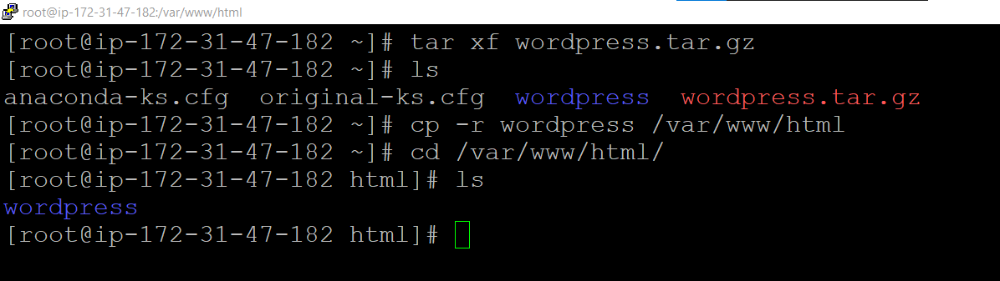 root@ip-172-31-47-182:/var/www/html
[root@ip-172-31-47-182 ~]# tar xf wordpress.tar.gz
[root@ip-172-31-47-182 ~]# ls
anaconda-ks.cfg  original-ks.cfg  wordpress  wordpress.tar.gz
[root@ip-172-31-47-182 ~]# cp -r wordpress /var/www/html
[root@ip-172-31-47-182 ~]# cd /var/www/html/
[root@ip-172-31-47-182 html]# ls
wordpress
[root@ip-172-31-47-182 html]#